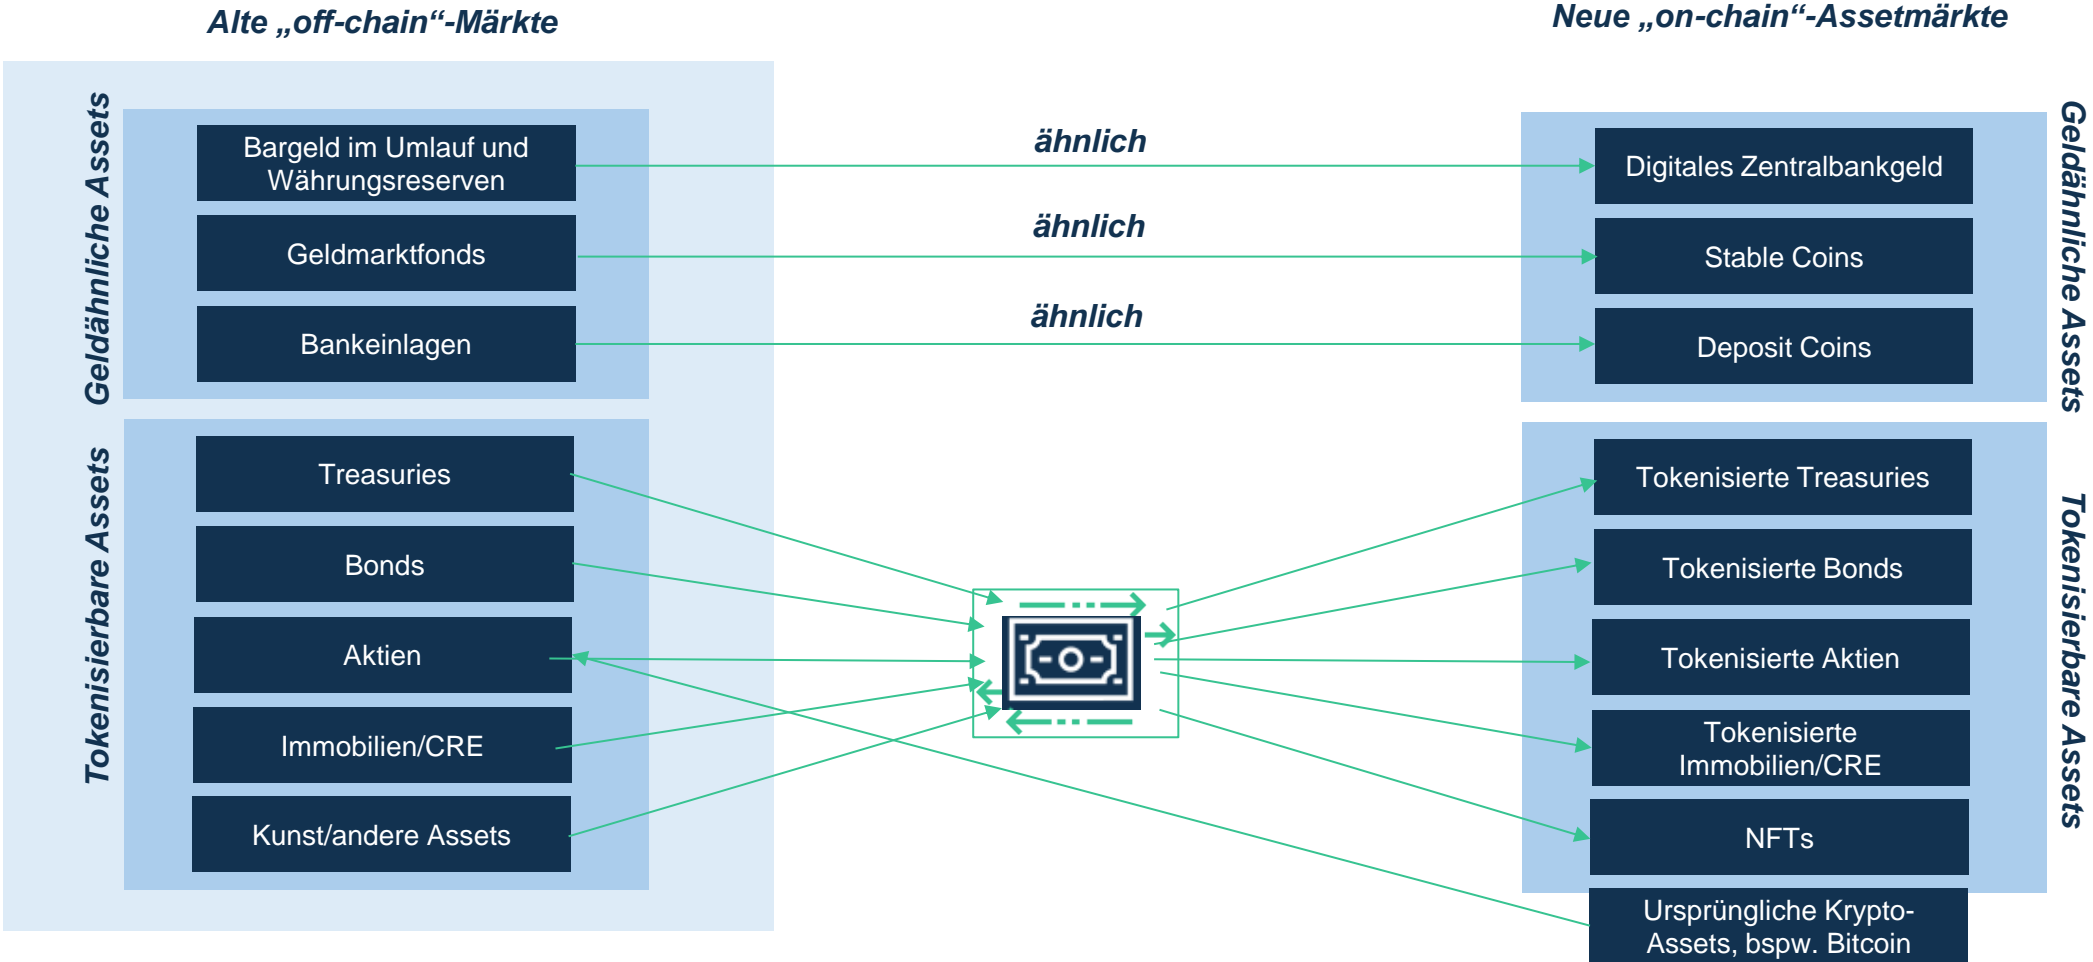 Alte „off-chain“-Märkte
Neue „on-chain“-Assetmärkte
Geldähnliche Assets
Bargeld im Umlauf und
Währungsreserven
Geldmarktfonds
Bankeinlagen
ähnlich
ähnlich
ähnlich
Digitales Zentralbankgeld
Stable Coins
Deposit Coins
Geldähnliche Assets
Tokenisierbare Assets
Treasuries
Bonds
Aktien
Immobilien/CRE
Kunst/andere Assets
Tokenisierte Treasuries
Tokenisierte Bonds
Tokenisierte Aktien
Tokenisierte
Immobilien/CRE
NFTs
Ursprüngliche Krypto-
Assets, bspw. Bitcoin
Tokenisierbare Assets